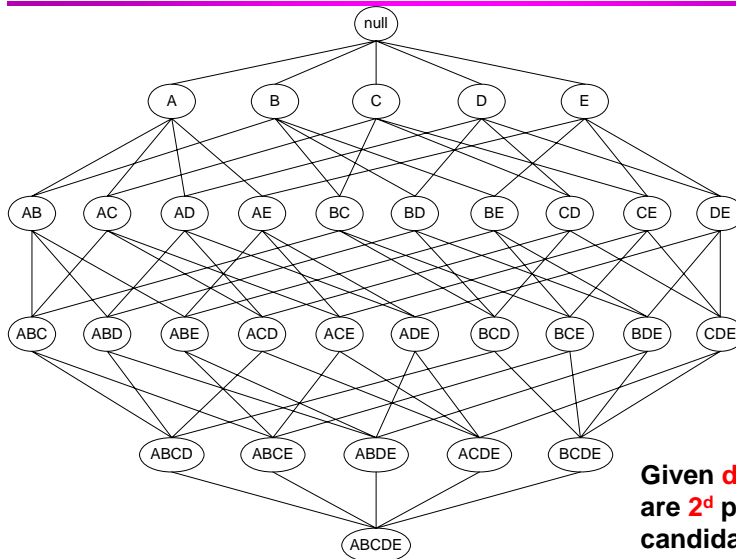 null
A B C D E
AB AC AD AE BC BD BE CD CE DE
ABC ABD ABE ACD ACE ADE BCD BCE BDE CDE
ABCD ABCE ABDE ACDE BCDE
Given d
are 2^d p
candida
ABCDE